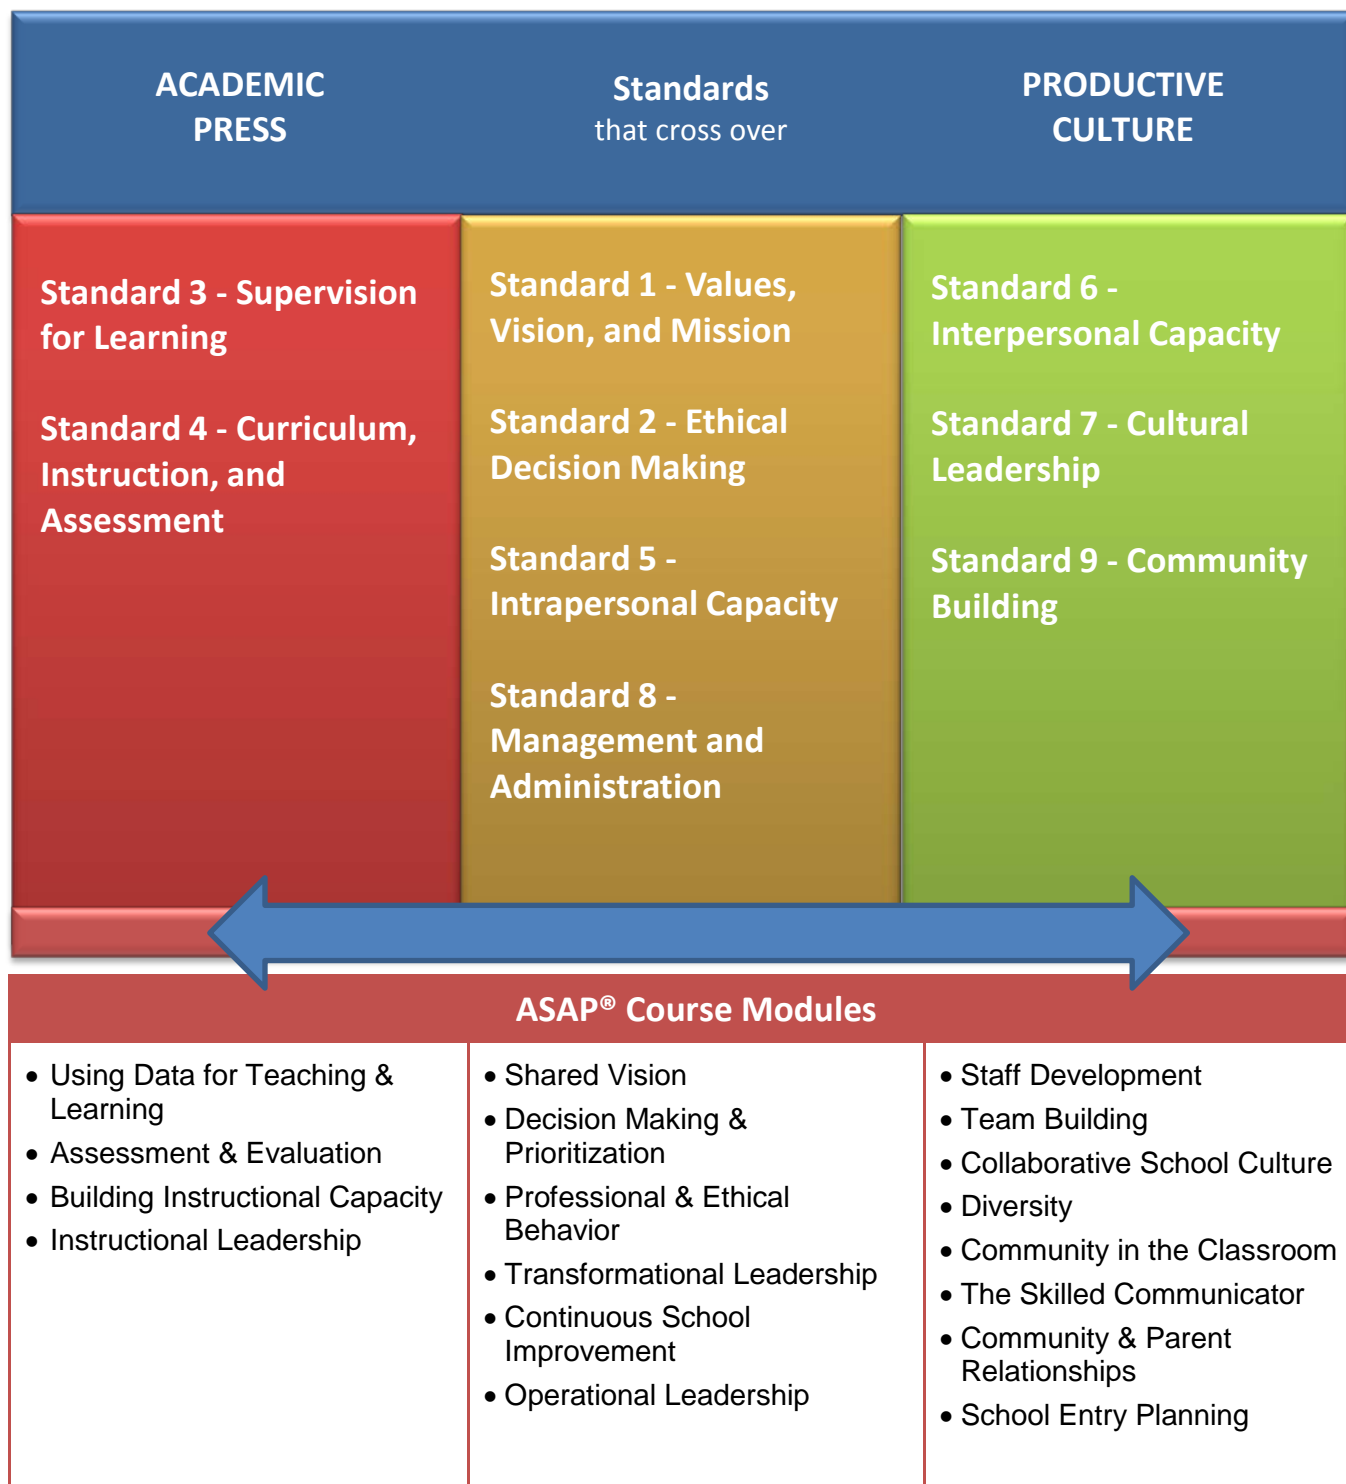 ACADEMIC
PRESS
Standards
that cross over
PRODUCTIVE
CULTURE
Standard 3 - Supervision
for Learning
Standard 4 - Curriculum,
Instruction, and
Assessment
Standard 1 - Values,
Vision, and Mission
Standard 2 - Ethical
Decision Making
Standard 5 -
Intrapersonal Capacity
Standard 8 -
Management and
Administration
Standard 6 -
Interpersonal Capacity
Standard 7 - Cultural
Leadership
Standard 9 - Community
Building
ASAP® Course Modules
• Using Data for Teaching &
Learning
• Assessment & Evaluation
• Building Instructional Capacity
• Instructional Leadership
• Shared Vision
• Decision Making &
Prioritization
• Professional & Ethical
Behavior
• Transformational Leadership
• Continuous School
Improvement
• Operational Leadership
• Staff Development
• Team Building
• Collaborative School Culture
• Diversity
• Community in the Classroom
• The Skilled Communicator
• Community & Parent
Relationships
• School Entry Planning